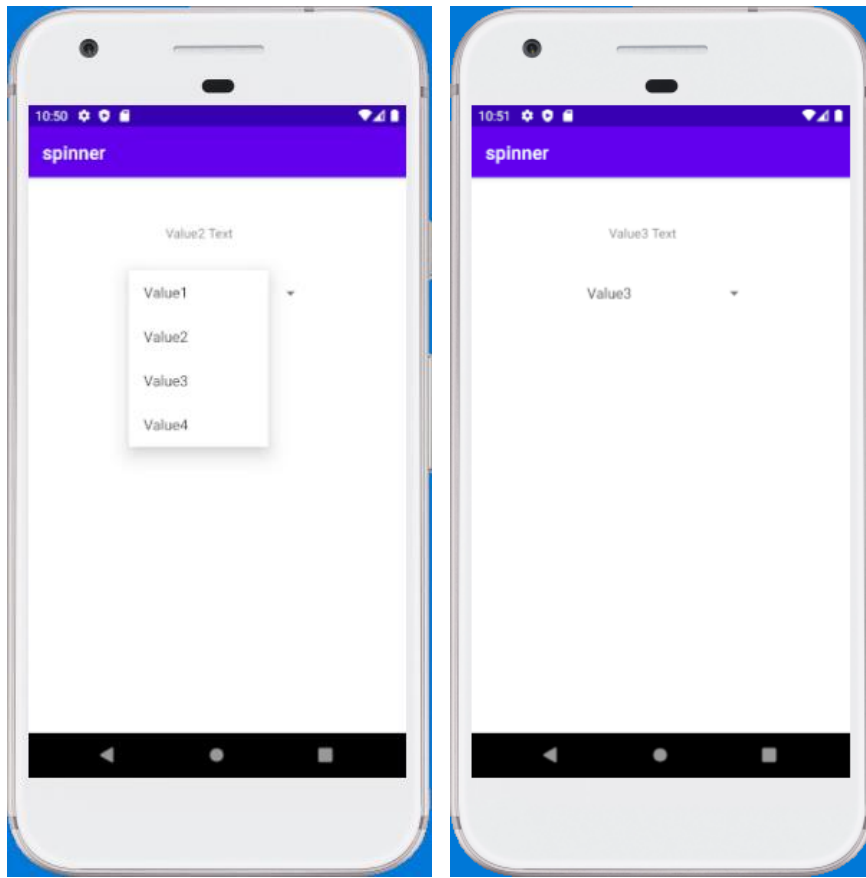 10:50
spinner
Value2 Text
Value1
Value2
Value3
Value4
10:51
spinner
Value3 Text
Value3